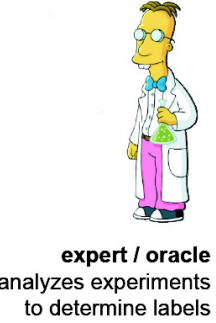 expert / oracle
analyzes experiments
to determine labels